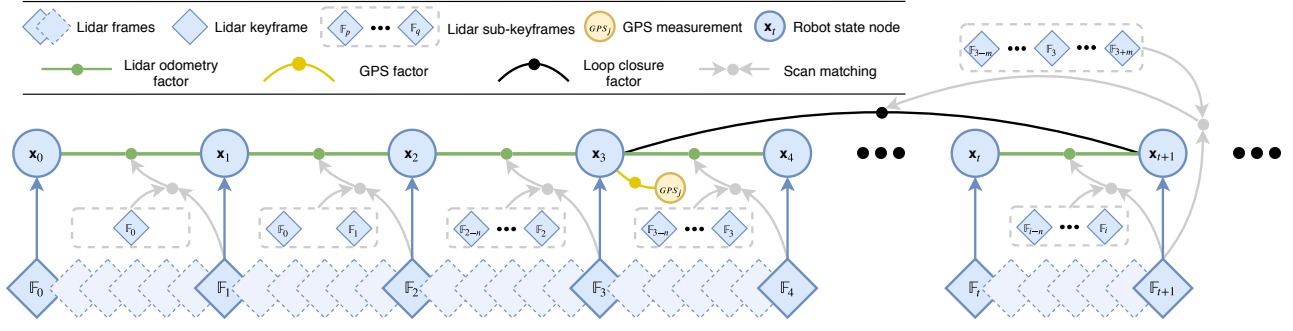 Lidar frames
Lidar keyframe
𝔽p ••• 𝔽q
Lidar sub-keyframes
GPSj
GPS measurement
xt
Robot state node
Lidar odometry
factor
GPS factor
Loop closure
factor
Scan matching
𝔽3−m ••• 𝔽3 ••• 𝔽3+m
x0
x1
x2
x3
x4
•••
xt
xt+1
•••
GPSj
𝔽0
𝔽0 𝔽1
𝔽2−n ••• 𝔽2
𝔽3−n ••• 𝔽3
𝔽i−n ••• 𝔽i
𝔽0
𝔽1
𝔽2
𝔽3
𝔽4
𝔽t
𝔽t+1